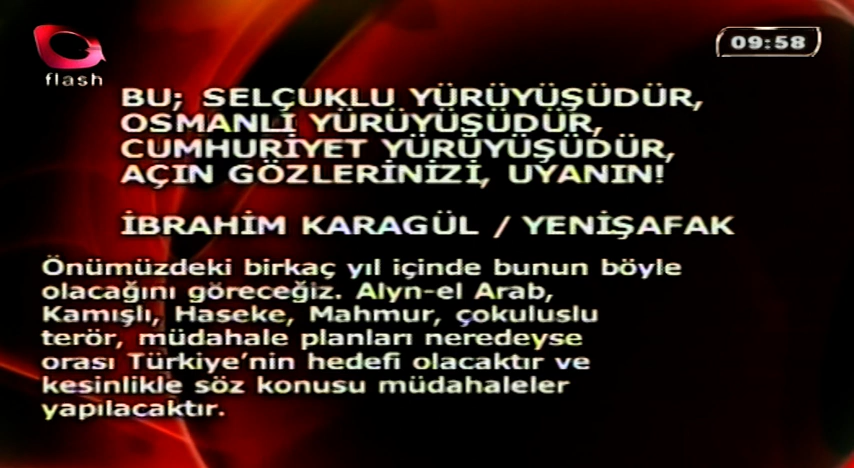 flash
09:58
BU; SELÇUKLU YÜRÜYÜŞÜDÜR,
OSMANLI YÜRÜYÜŞÜDÜR,
CUMHURİYET YÜRÜYÜŞÜDÜR,
AÇIN GÖZLERİNİZİ, UYANIN!
İBRAHİM KARAGÜL / YENİŞAFAK
Önümüzdeki birkaç yıl içinde bunun böyle
olacağını göreceğiz. Alyn-el Arab,
Kamışlı, Haseke, Mahmur, çokuluslu
terör, müdahale planları neredeyse
orası Türkiye'nin hedefi olacaktır ve
kesinlikle söz konusu müdahaleler
yapılacaktır.